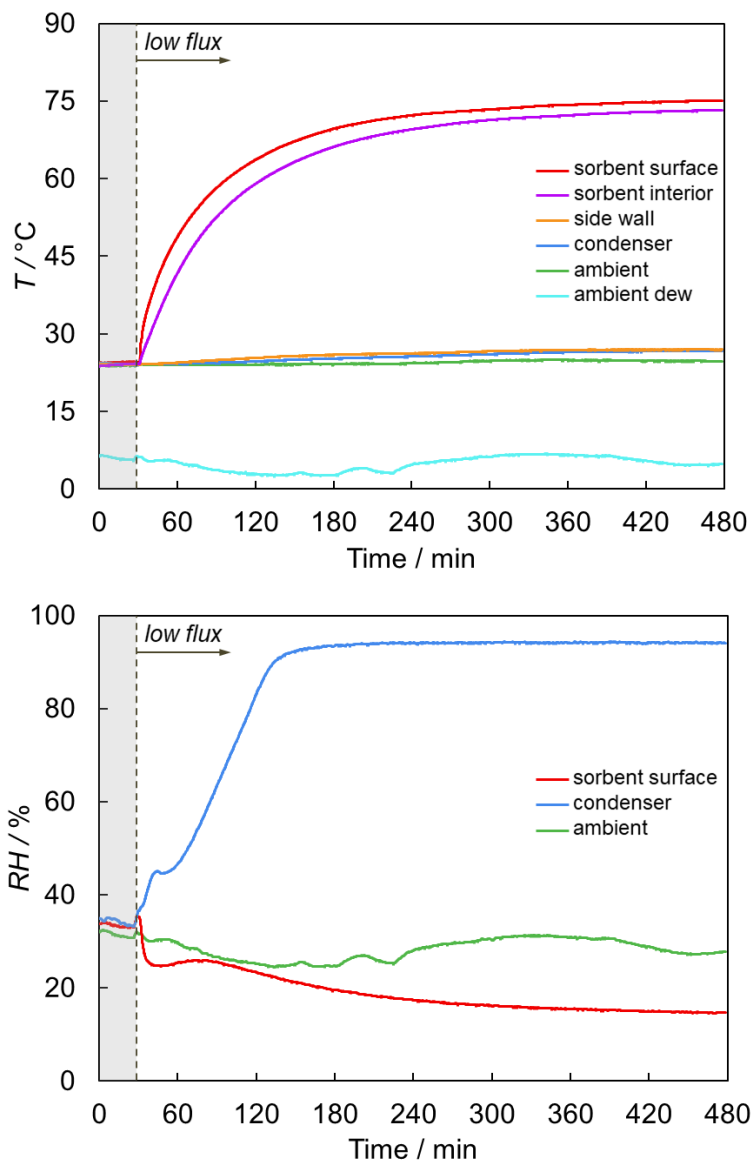 90
75
60
45
30
15
0
T / °C
low flux
sorbent surface
sorbent interior
side wall
condenser
ambient
ambient dew
0 60 120 180 240 300 360 420 480
Time / min
100
80
60
40
20
0
RH / %
low flux
sorbent surface
condenser
ambient
0 60 120 180 240 300 360 420 480
Time / min